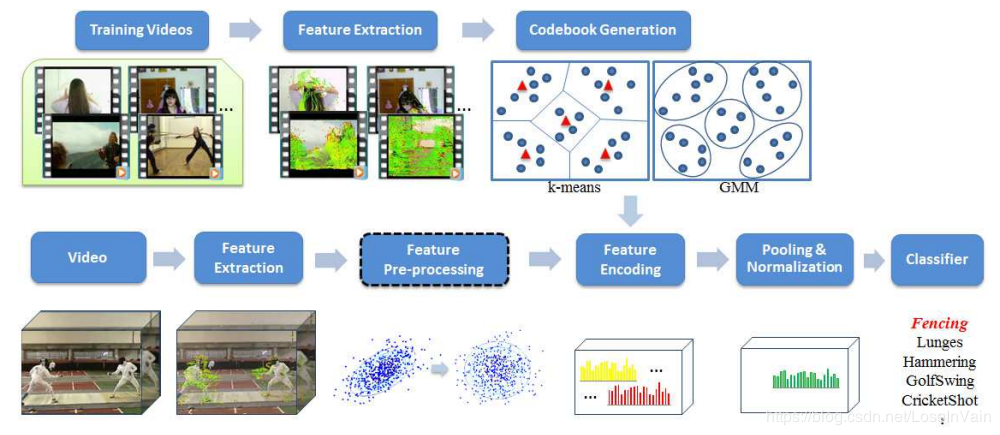 Training Videos
Feature Extraction
Codebook Generation
...
...
k-means
GMM
Video
Feature
Extraction
Feature
Pre-processing
Feature
Encoding
Pooling &
Normalization
Classifier
...
...
Fencing
Lunges
Hammering
GolfSwing
CricketShot
:
https://blog.csdn.net/LospInVain